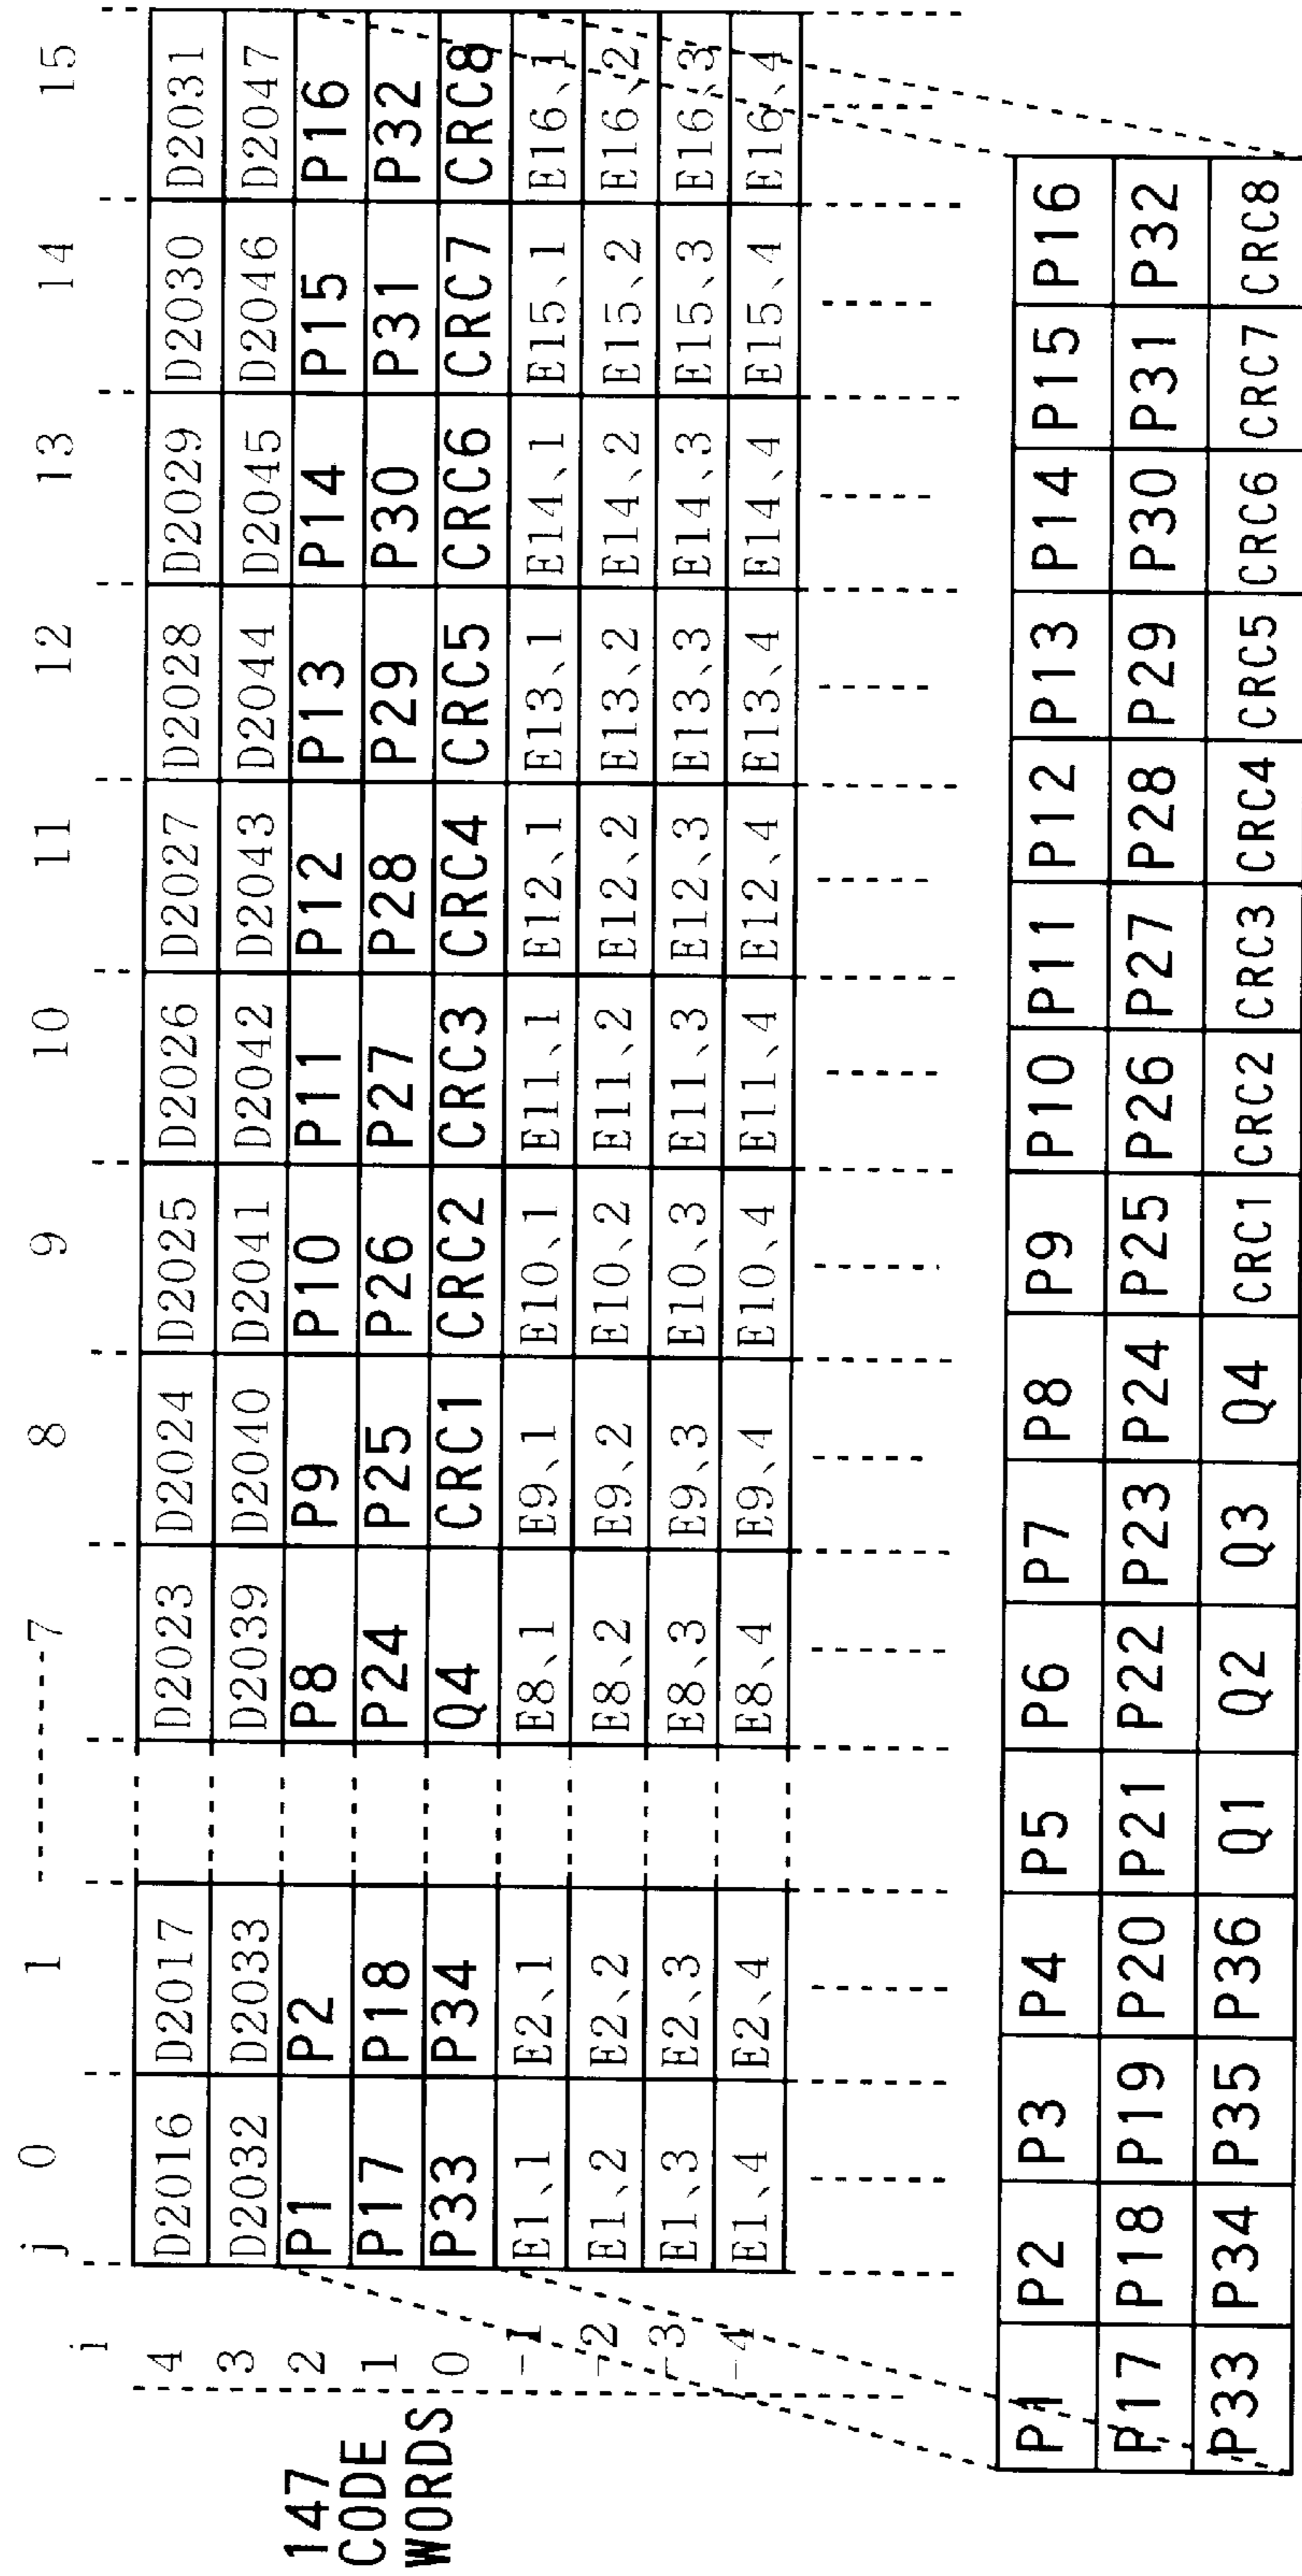 j 0 1 -------- 7 8 9 10 11 12 13 14 15
i
4 D2016 D2017 D2023 D2024 D2025 D2026 D2027 D2028 D2029 D2030 D2031
3 D2032 D2033 D2039 D2040 D2041 D2042 D2043 D2044 D2045 D2046 D2047
147 CODE WORDS
2 P1 P2 P8 P9 P10 P11 P12 P13 P14 P15 P16
1 P17 P18 P24 P25 P26 P27 P28 P29 P30 P31 P32
0 P33 P34 Q4 CRC1 CRC2 CRC3 CRC4 CRC5 CRC6 CRC7 CRC8
-1 E1、1 E2、1 E8、1 E9、1 E10、1 E11、1 E12、1 E13、1 E14、1 E15、1 E16、1
-2 E1、2 E2、2 E8、2 E9、2 E10、2 E11、2 E12、2 E13、2 E14、2 E15、2 E16、2
-3 E1、3 E2、3 E8、3 E9、3 E10、3 E11、3 E12、3 E13、3 E14、3 E15、3 E16、3
-4 E1、4 E2、4 E8、4 E9、4 E10、4 E11、4 E12、4 E13、4 E14、4 E15、4 E16、4
P1 P2 P3 P4 P5 P6 P7 P8 P9 P10 P11 P12 P13 P14 P15 P16
P17 P18 P19 P20 P21 P22 P23 P24 P25 P26 P27 P28 P29 P30 P31 P32
P33 P34 P35 P36 Q1 Q2 Q3 Q4 CRC1 CRC2 CRC3 CRC4 CRC5 CRC6 CRC7 CRC8